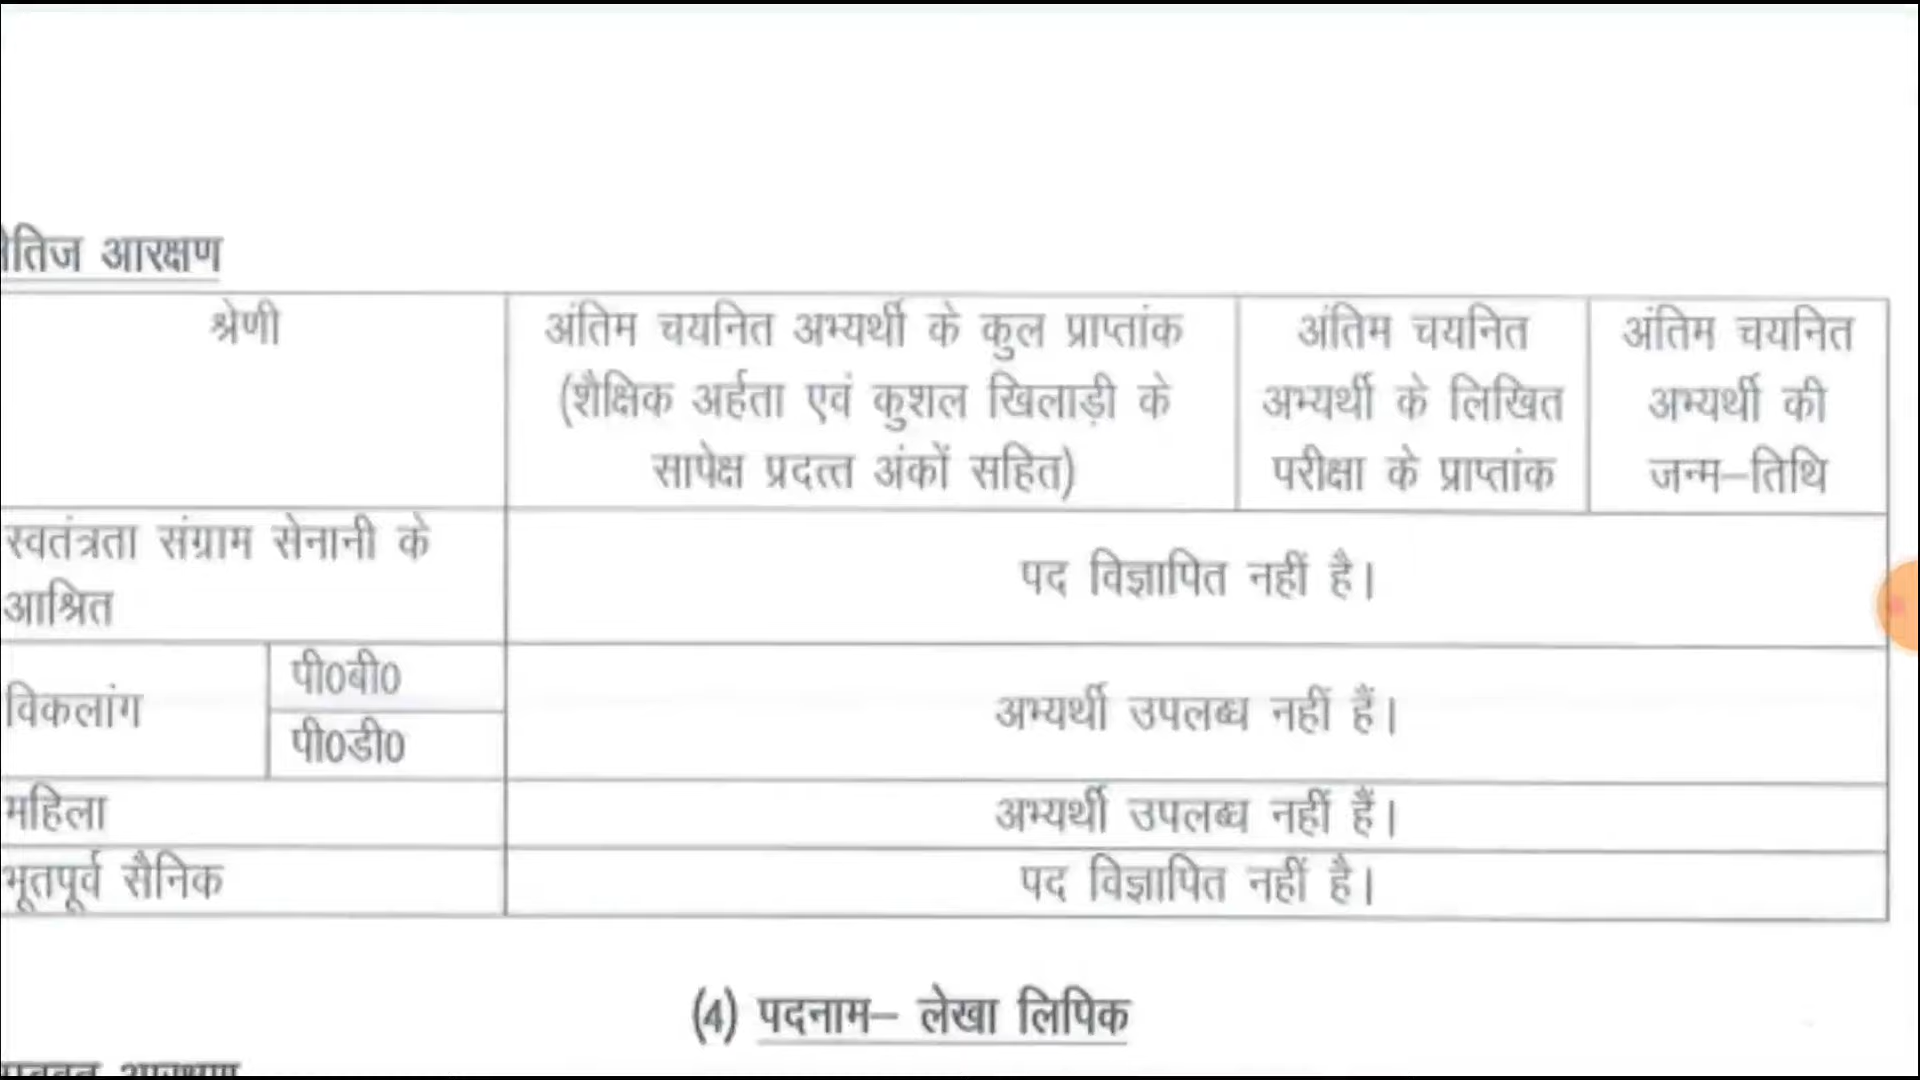 आरक्षण
श्रेणी
अंतिम चयनित अभ्यर्थी के कुल प्राप्तांक
(शैक्षिक अर्हता एवं कुशल खिलाड़ी के
सापेक्ष प्रदत्त अंकों सहित)
अंतिम चयनित
अभ्यर्थी के लिखित
परीक्षा के प्राप्तांक
अंतिम चयनित
अभ्यर्थी की
जन्म–तिथि
स्वतंत्रता संग्राम सेनानी के
आश्रित
पद विज्ञापित नहीं है।
विकलांग
पी0बी0
पी0डी0
अभ्यर्थी उपलब्ध नहीं हैं।
महिला
अभ्यर्थी उपलब्ध नहीं हैं।
भूतपूर्व सैनिक
पद विज्ञापित नहीं है।
(4) पदनाम– लेखा लिपिक